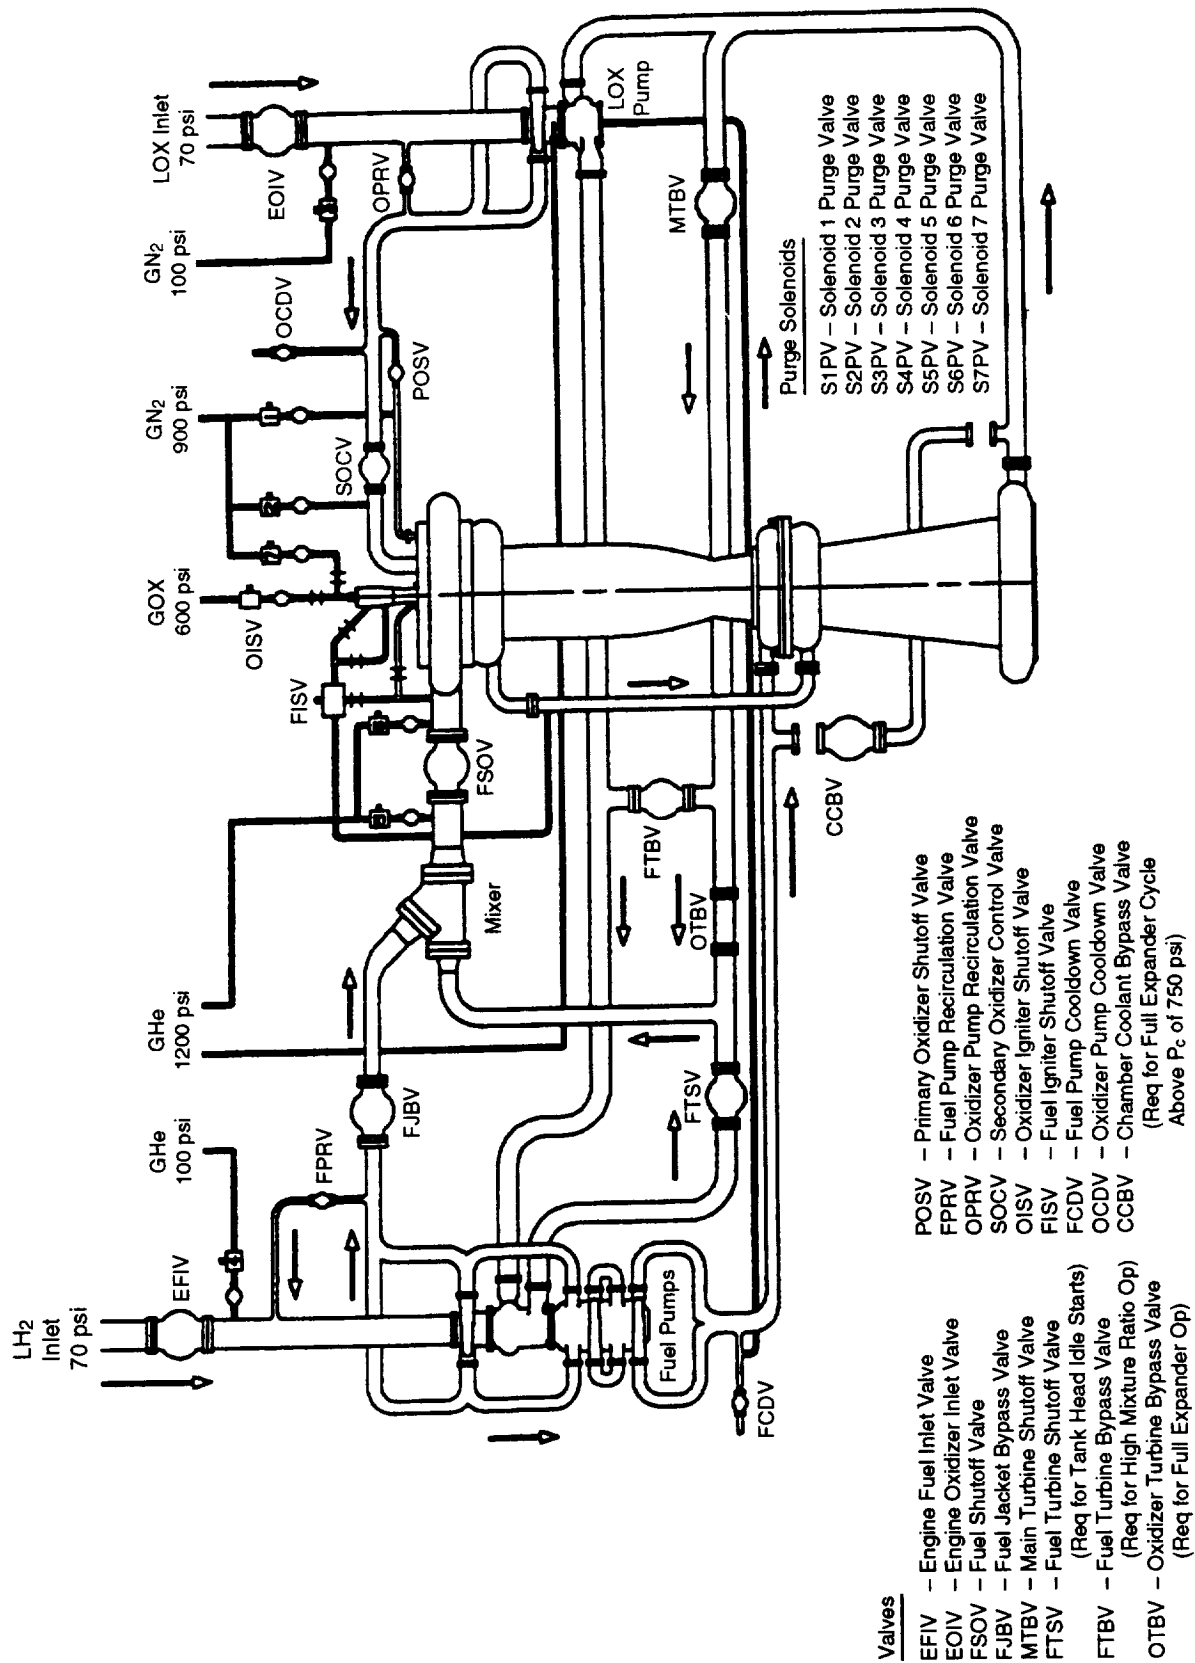 LH2
Inlet
70 psi
EFIV
GHe
100 psi
FPRV
GHe
1200 psi
FJBV
Mixer
FSOV
FISV
OISV
GOX
600 psi
GN2
900 psi
SOCV
POSV
OCDV
GN2
100 psi
EOIV
OPRV
LOX Inlet
70 psi
LOX
Pump
MTBV
FTBV
OTBV
FTSV
CCBV
Fuel Pumps
FCDV
Purge Solenoids
S1PV – Solenoid 1 Purge Valve
S2PV – Solenoid 2 Purge Valve
S3PV – Solenoid 3 Purge Valve
S4PV – Solenoid 4 Purge Valve
S5PV – Solenoid 5 Purge Valve
S6PV – Solenoid 6 Purge Valve
S7PV – Solenoid 7 Purge Valve
Valves
EFIV – Engine Fuel Inlet Valve
EOIV – Engine Oxidizer Inlet Valve
FSOV – Fuel Shutoff Valve
FJBV – Fuel Jacket Bypass Valve
MTBV – Main Turbine Shutoff Valve
FTSV – Fuel Turbine Shutoff Valve
(Req for Tank Head Idle Starts)
FTBV – Fuel Turbine Bypass Valve
(Req for High Mixture Ratio Op)
OTBV – Oxidizer Turbine Bypass Valve
(Req for Full Expander Op)
POSV – Primary Oxidizer Shutoff Valve
FPRV – Fuel Pump Recirculation Valve
OPRV – Oxidizer Pump Recirculation Valve
SOCV – Secondary Oxidizer Control Valve
OISV – Oxidizer Igniter Shutoff Valve
FISV – Fuel Igniter Shutoff Valve
FCDV – Fuel Pump Cooldown Valve
OCDV – Oxidizer Pump Cooldown Valve
CCBV – Chamber Coolant Bypass Valve
(Req for Full Expander Cycle
Above Pc of 750 psi)